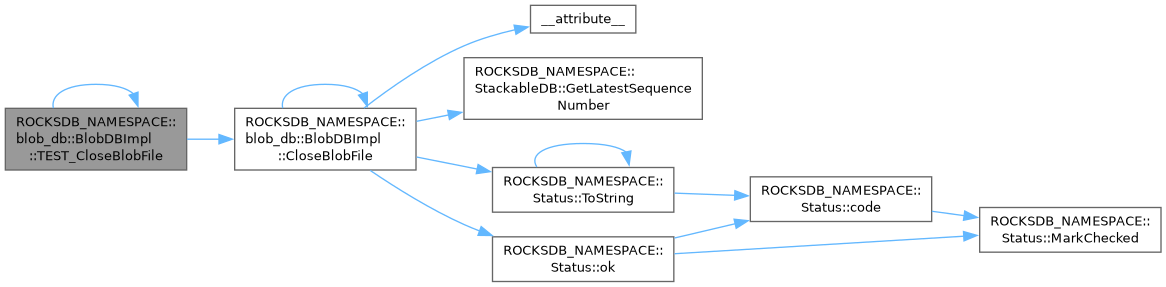 ROCKSDB_NAMESPACE::
blob_db::BlobDBImpl
::TEST_CloseBlobFile
ROCKSDB_NAMESPACE::
blob_db::BlobDBImpl
::CloseBlobFile
__attribute__
ROCKSDB_NAMESPACE::
StackableDB::GetLatestSequence
Number
ROCKSDB_NAMESPACE::
Status::ToString
ROCKSDB_NAMESPACE::
Status::ok
ROCKSDB_NAMESPACE::
Status::code
ROCKSDB_NAMESPACE::
Status::MarkChecked